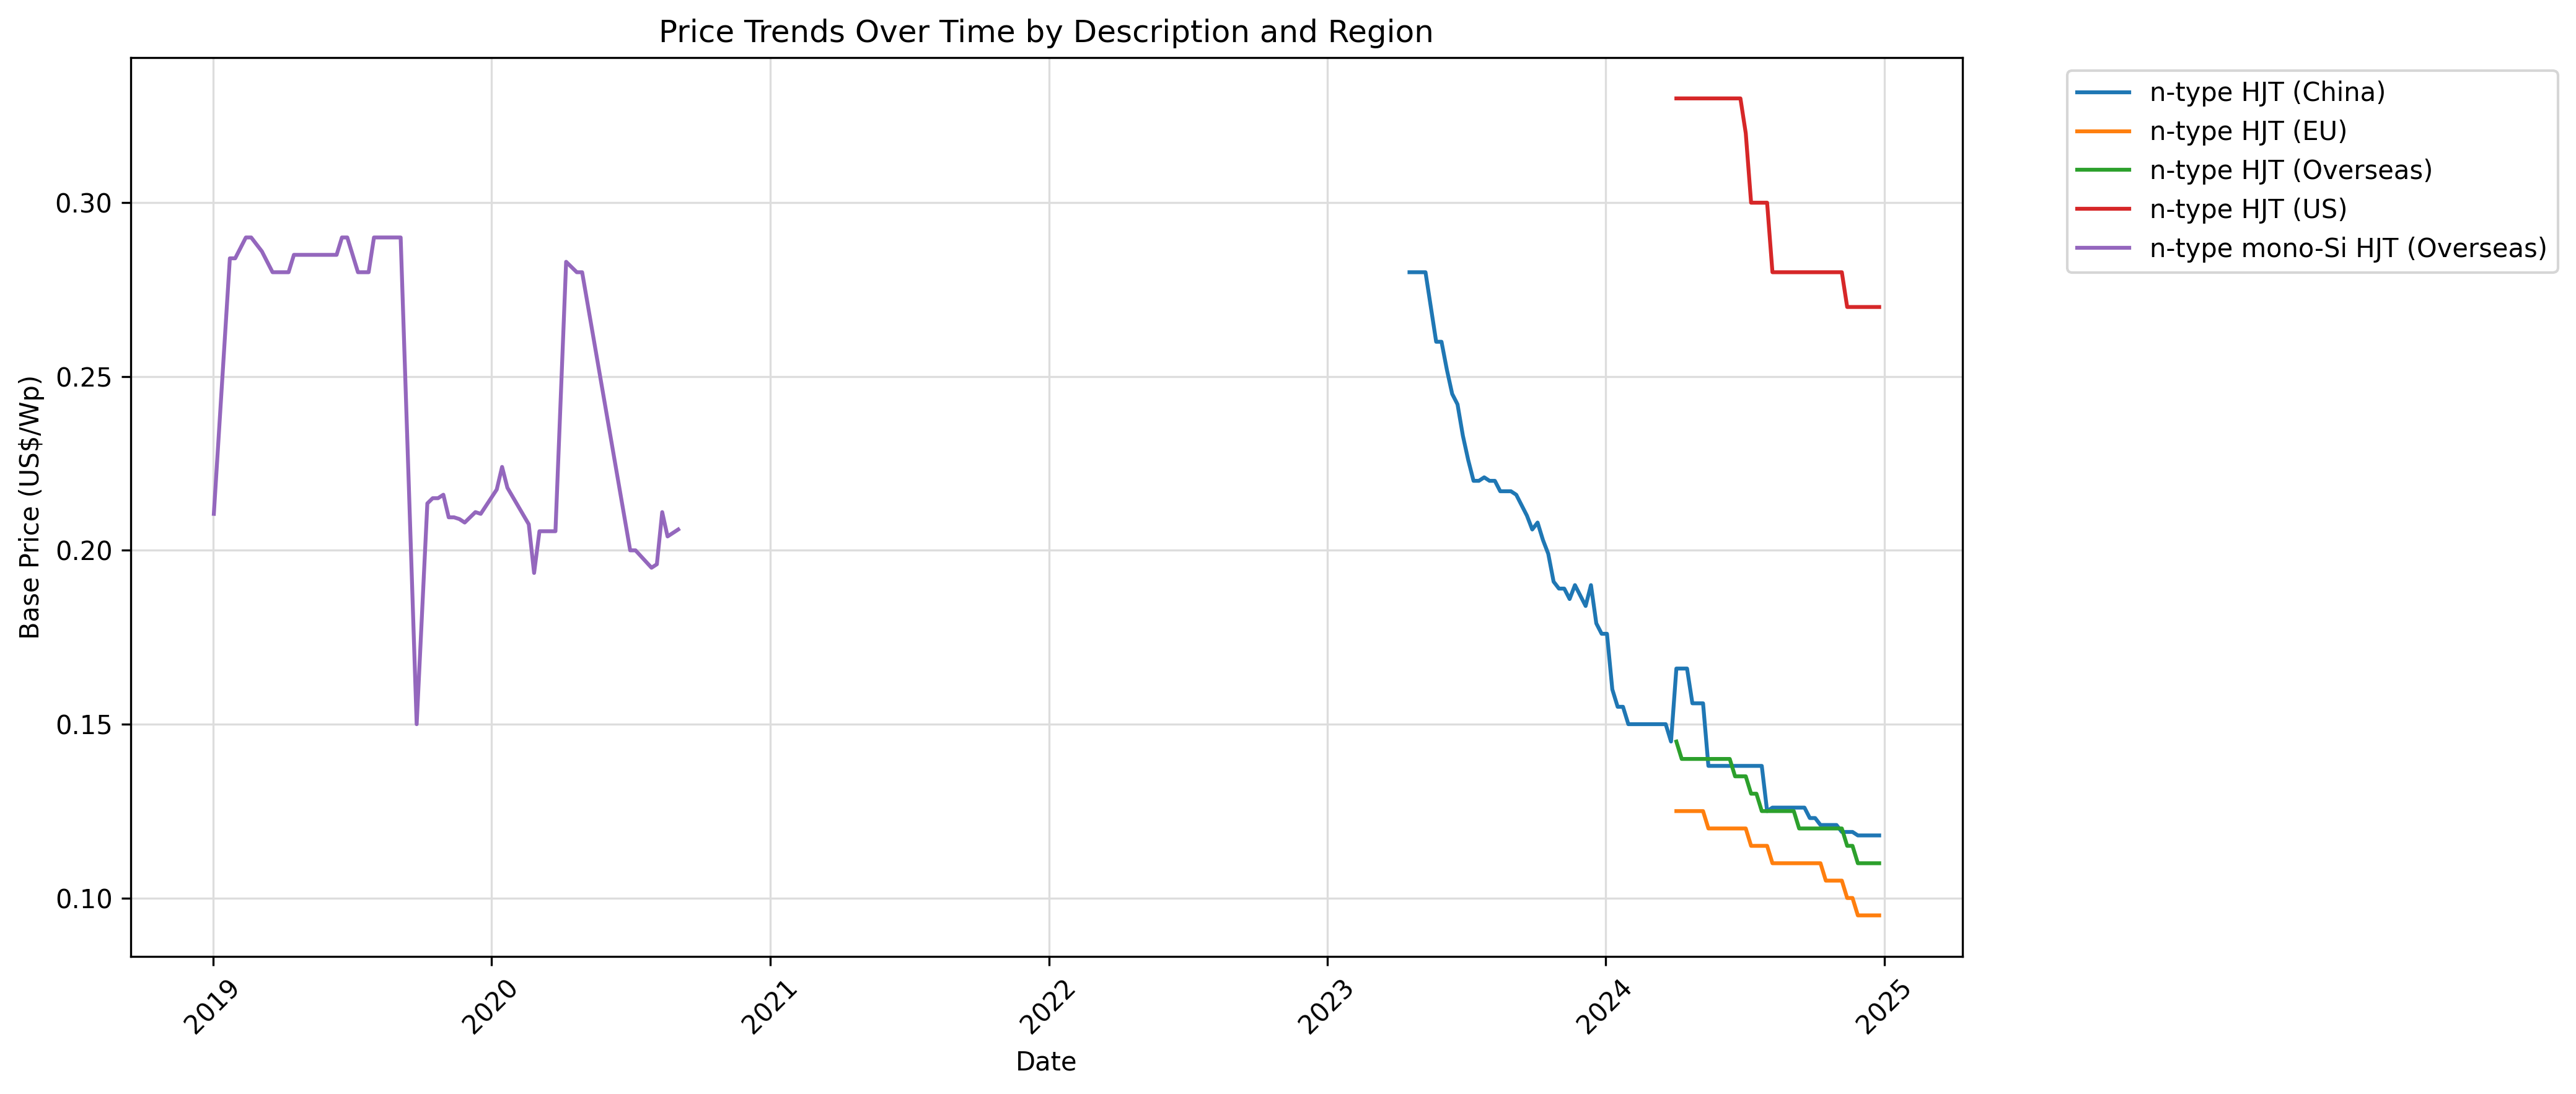 Price Trends Over Time by Description and Region
Base Price (US$/Wp)
0.30
0.25
0.20
0.15
0.10
2019
2020
2021
2022
2023
2024
2025
Date
n-type HJT (China)
n-type HJT (EU)
n-type HJT (Overseas)
n-type HJT (US)
n-type mono-Si HJT (Overseas)